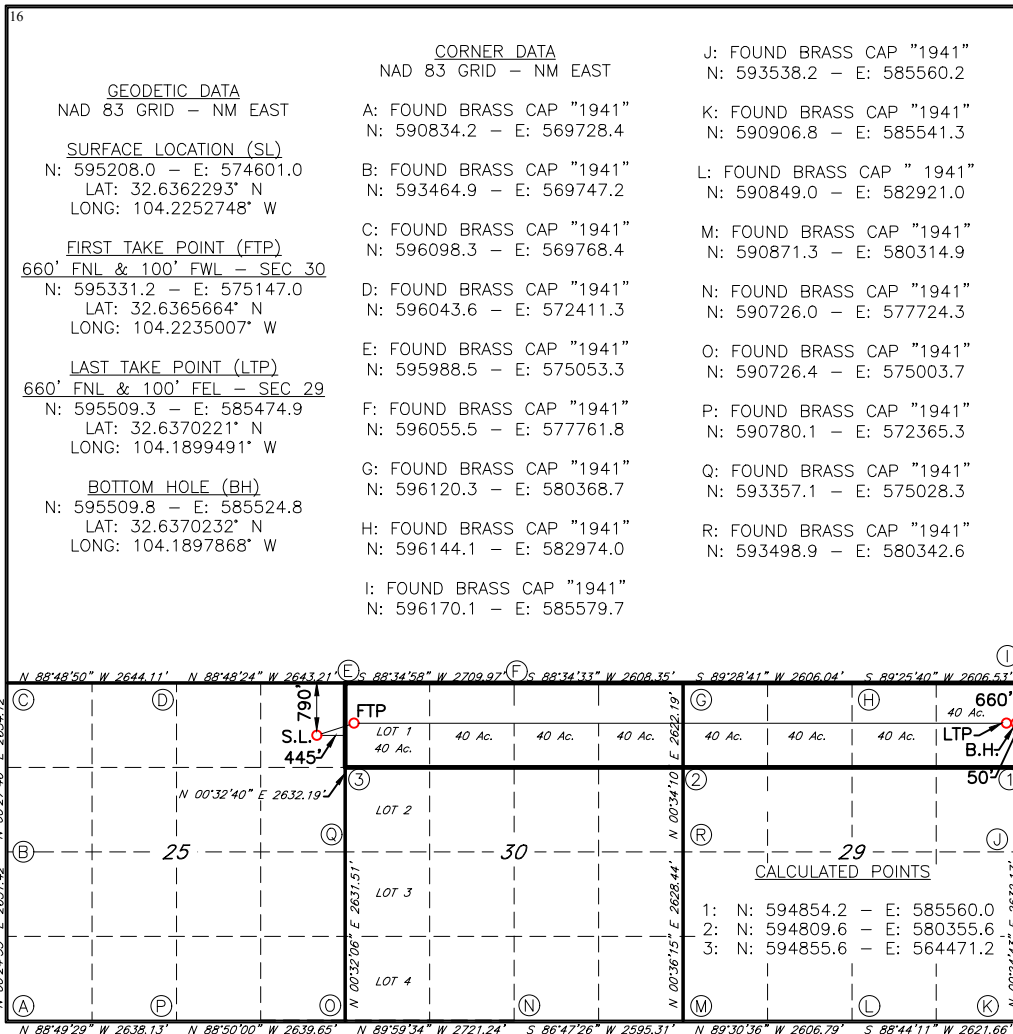 16
GEODETIC DATA
NAD 83 GRID – NM EAST
SURFACE LOCATION (SL)
N: 595208.0 – E: 574601.0
LAT: 32.6362293° N
LONG: 104.2252748° W
FIRST TAKE POINT (FTP)
660' FNL & 100' FWL – SEC 30
N: 595331.2 – E: 575147.0
LAT: 32.6365664° N
LONG: 104.2235007° W
LAST TAKE POINT (LTP)
660' FNL & 100' FEL – SEC 29
N: 595509.3 – E: 585474.9
LAT: 32.6370221° N
LONG: 104.1899491° W
BOTTOM HOLE (BH)
N: 595509.8 – E: 585524.8
LAT: 32.6370232° N
LONG: 104.1897868° W
CORNER DATA
NAD 83 GRID – NM EAST
A: FOUND BRASS CAP "1941"
N: 590834.2 – E: 569728.4
B: FOUND BRASS CAP "1941"
N: 593464.9 – E: 569747.2
C: FOUND BRASS CAP "1941"
N: 596098.3 – E: 569768.4
D: FOUND BRASS CAP "1941"
N: 596043.6 – E: 572411.3
E: FOUND BRASS CAP "1941"
N: 595988.5 – E: 575053.3
F: FOUND BRASS CAP "1941"
N: 596055.5 – E: 577761.8
G: FOUND BRASS CAP "1941"
N: 596120.3 – E: 580368.7
H: FOUND BRASS CAP "1941"
N: 596144.1 – E: 582974.0
I: FOUND BRASS CAP "1941"
N: 596170.1 – E: 585579.7
J: FOUND BRASS CAP "1941"
N: 593538.2 – E: 585560.2
K: FOUND BRASS CAP "1941"
N: 590906.8 – E: 585541.3
L: FOUND BRASS CAP " 1941"
N: 590849.0 – E: 582921.0
M: FOUND BRASS CAP "1941"
N: 590871.3 – E: 580314.9
N: FOUND BRASS CAP "1941"
N: 590726.0 – E: 577724.3
O: FOUND BRASS CAP "1941"
N: 590726.4 – E: 575003.7
P: FOUND BRASS CAP "1941"
N: 590780.1 – E: 572365.3
Q: FOUND BRASS CAP "1941"
N: 593357.1 – E: 575028.3
R: FOUND BRASS CAP "1941"
N: 593498.9 – E: 580342.6
N 88°48'50" W 2644.11' N 88°48'24" W 2643.21' E S 88°34'58" W 2709.97' F S 88°34'33" W 2608.35' S 89°28'41" W 2606.04' S 89°25'40" W 2606.53' I
C D 790' G H 660'
FTP
S.L. LOT 1 40 Ac. LTP
445' 40 Ac. 40 Ac. 40 Ac. 40 Ac. 40 Ac. 40 Ac. B.H.
50'
3 2 1
N 00°32'40" E 2632.19'
N 00°34'10" E 2622.19'
LOT 2
Q R J
B 25 30 29
CALCULATED POINTS
LOT 3
1: N: 594854.2 – E: 585560.0
2: N: 594809.6 – E: 580355.6
3: N: 594855.6 – E: 564471.2
N 00°32'06" E 2631.51'
N 00°36'15" E 2628.44'
N 00°24'43" E 2632.17'
LOT 4
A P O N M L K
N 88°49'29" W 2638.13' N 88°50'00" W 2639.65' N 89°59'34" W 2721.24' S 86°47'26" W 2595.31' N 89°30'36" W 2606.79' S 88°44'11" W 2621.66'